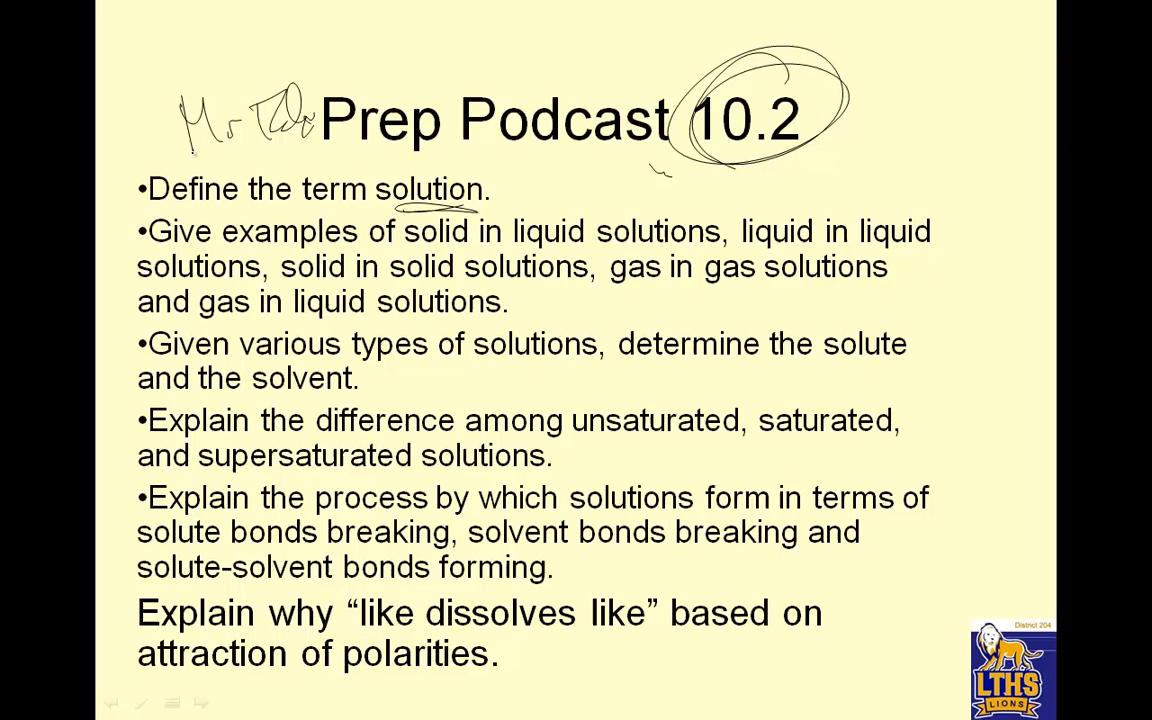 Mr
Prep Podcast 10.2
•Define the term solution.
•Give examples of solid in liquid solutions, liquid in liquid
solutions, solid in solid solutions, gas in gas solutions
and gas in liquid solutions.
•Given various types of solutions, determine the solute
and the solvent.
•Explain the difference among unsaturated, saturated,
and supersaturated solutions.
•Explain the process by which solutions form in terms of
solute bonds breaking, solvent bonds breaking and
solute-solvent bonds forming.
Explain why “like dissolves like” based on
attraction of polarities.
District 204
LTHS
LIONS